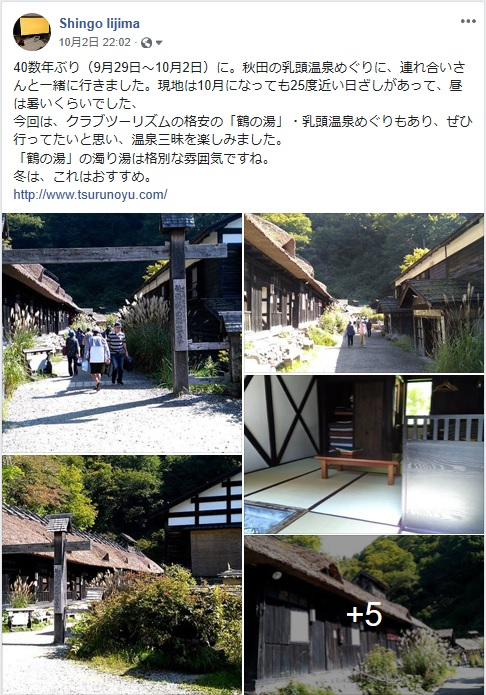 Shingo Iijima
10月2日 22:02
40数年ぶり（9月29日～10月2日）に。秋田の乳頭温泉めぐりに、連れ合いさ
んと一緒に行きました。現地は10月になっても25度近い日ざしがあって、昼
は暑いくらいでした、
今回は、クラブツーリズムの格安の「鶴の湯」・乳頭温泉めぐりもあり、ぜひ
行ってたいと思い、温泉三昧を楽しみました。
「鶴の湯」の濁り湯は格別な雰囲気ですね。
冬は、これはおすすめ。
http://www.tsurunoyu.com/
+5